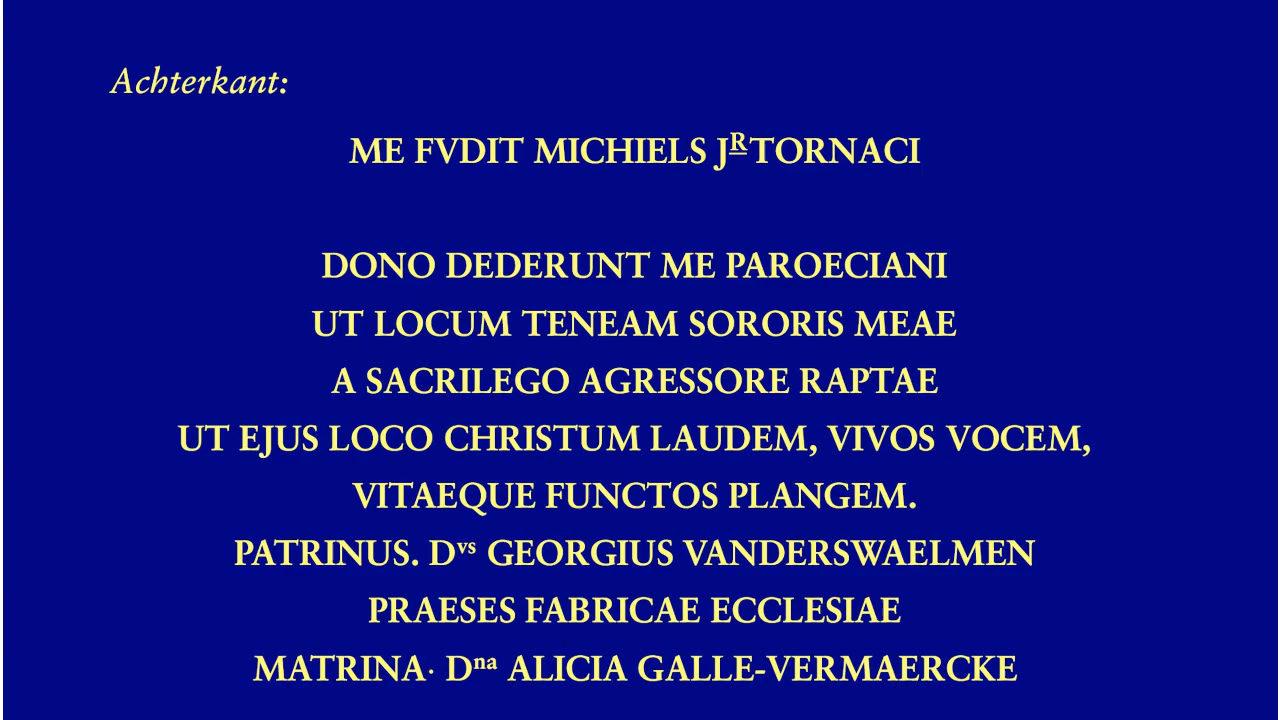 Achterkant:
ME FVDIT MICHIELS Jᴿ TORNACI
DONO DEDERUNT ME PAROECIANI
UT LOCUM TENEAM SORORIS MEAE
A SACRILEGO AGRESSORE RAPTAE
UT EJUS LOCO CHRISTUM LAUDEM, VIVOS VOCEM,
VITAEQUE FUNCTOS PLANGEM.
PATRINUS. Dᵛˢ GEORGIUS VANDERSWAELMEN
PRAESES FABRICAE ECCLESIAE
MATRINA· Dⁿᵃ ALICIA GALLE-VERMAERCKE